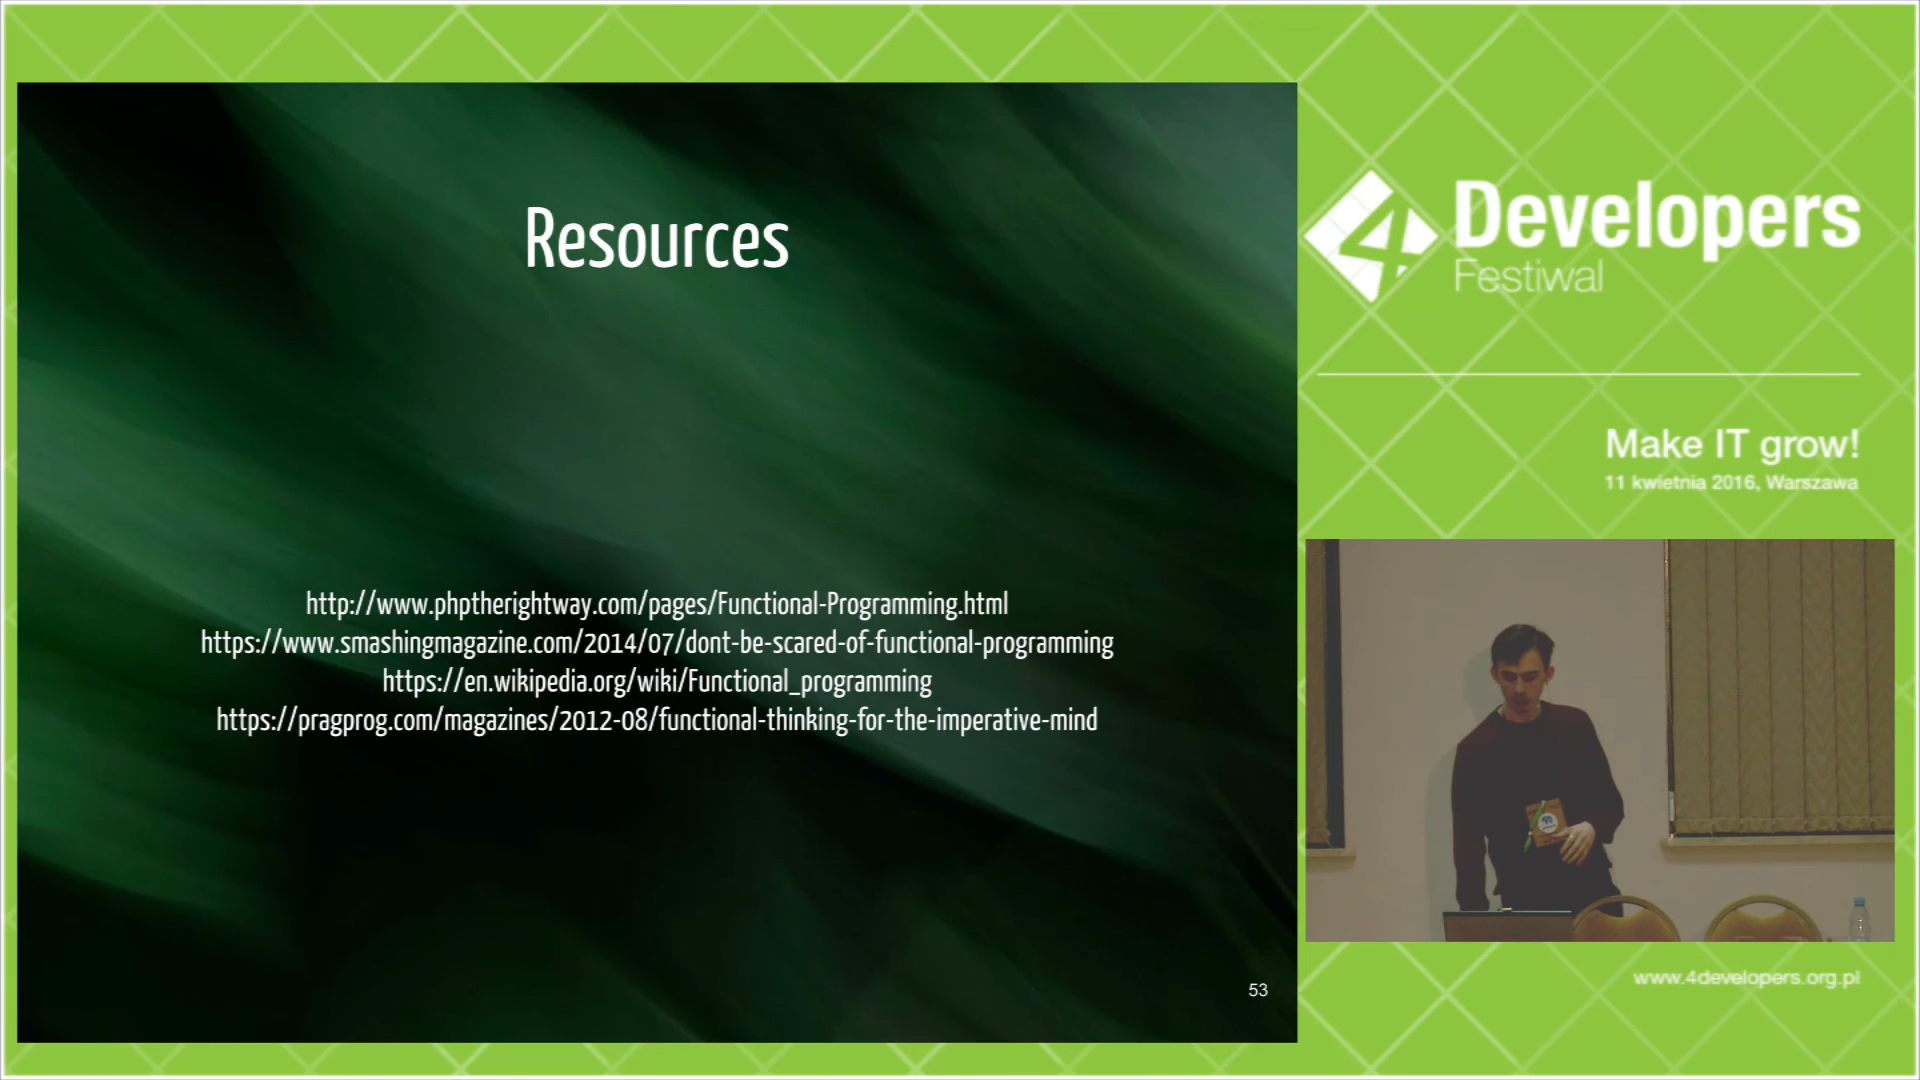 Resources
http://www.phptherightway.com/pages/Functional-Programming.html
https://www.smashingmagazine.com/2014/07/dont-be-scared-of-functional-programming
https://en.wikipedia.org/wiki/Functional_programming
https://pragprog.com/magazines/2012-08/functional-thinking-for-the-imperative-mind
53
4Developers
Festiwal
Make IT grow!
11 kwietnia 2016, Warszawa
www.4developers.org.pl